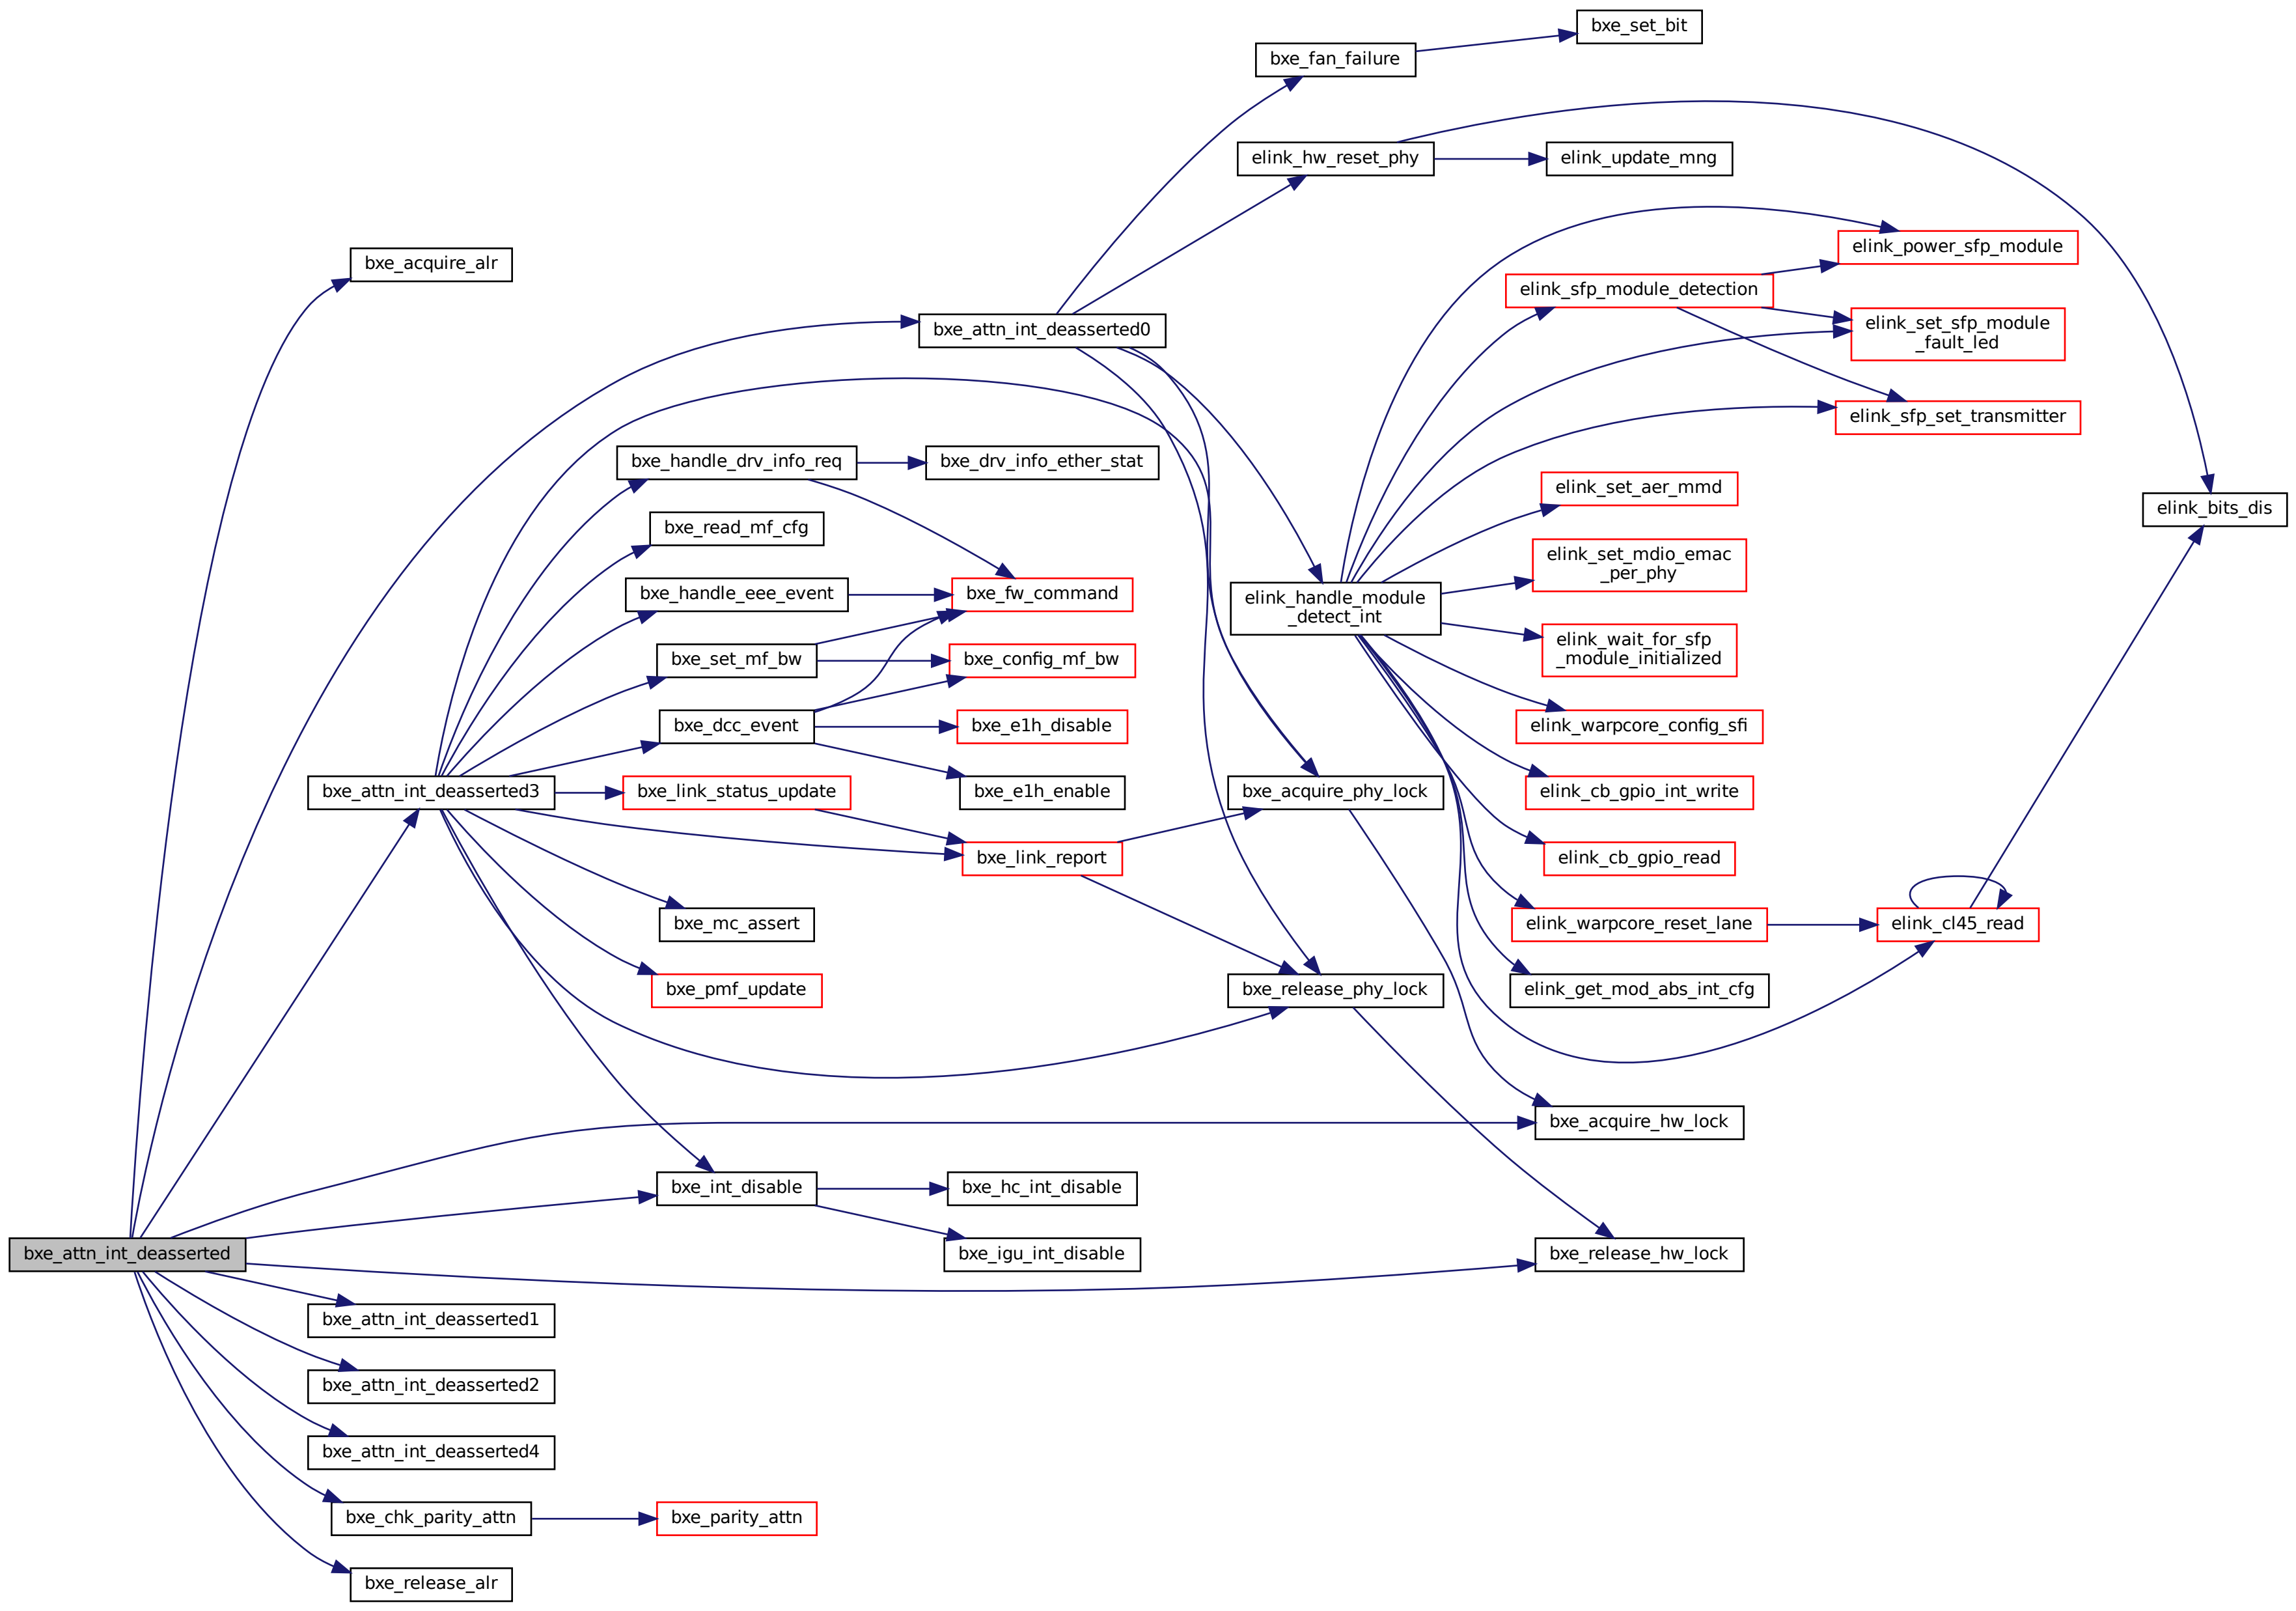 bxe_set_bit
bxe_fan_failure
elink_hw_reset_phy
elink_update_mng
elink_power_sfp_module
bxe_acquire_alr
elink_sfp_module_detection
bxe_attn_int_deasserted0
elink_set_sfp_module
_fault_led
elink_sfp_set_transmitter
bxe_handle_drv_info_req
bxe_drv_info_ether_stat
elink_set_aer_mmd
elink_bits_dis
bxe_read_mf_cfg
elink_set_mdio_emac
_per_phy
bxe_handle_eee_event
bxe_fw_command
elink_handle_module
_detect_int
elink_wait_for_sfp
_module_initialized
bxe_set_mf_bw
bxe_config_mf_bw
bxe_dcc_event
bxe_e1h_disable
elink_warpcore_config_sfi
bxe_attn_int_deasserted3
bxe_link_status_update
bxe_e1h_enable
bxe_acquire_phy_lock
elink_cb_gpio_int_write
bxe_link_report
elink_cb_gpio_read
bxe_mc_assert
elink_warpcore_reset_lane
elink_cl45_read
bxe_pmf_update
bxe_release_phy_lock
elink_get_mod_abs_int_cfg
bxe_acquire_hw_lock
bxe_int_disable
bxe_hc_int_disable
bxe_attn_int_deasserted
bxe_igu_int_disable
bxe_release_hw_lock
bxe_attn_int_deasserted1
bxe_attn_int_deasserted2
bxe_attn_int_deasserted4
bxe_chk_parity_attn
bxe_parity_attn
bxe_release_alr